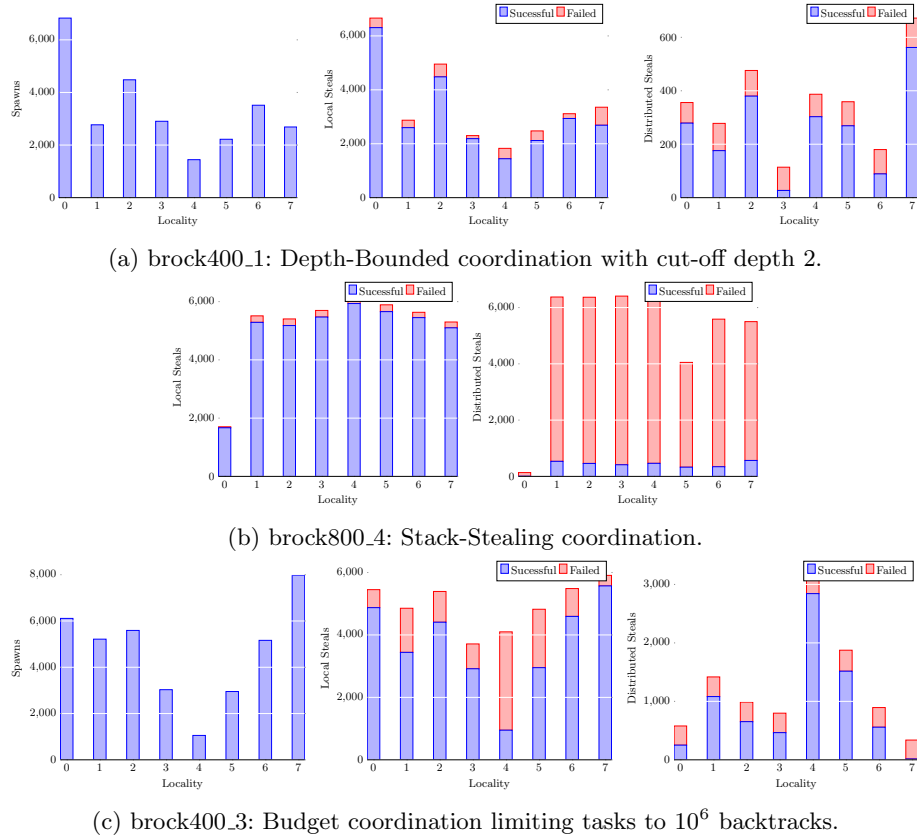 Sucessful Failed
Sucessful Failed
6,000
4,000
2,000
0
Spawns
0 1 2 3 4 5 6 7
Locality
6,000
4,000
2,000
0
Local Steals
0 1 2 3 4 5 6 7
Locality
600
400
200
0
Distributed Steals
0 1 2 3 4 5 6 7
Locality
(a) brock400_1: Depth-Bounded coordination with cut-off depth 2.
Sucessful Failed
Sucessful Failed
6,000
4,000
2,000
0
Local Steals
0 1 2 3 4 5 6 7
Locality
6,000
4,000
2,000
0
Distributed Steals
0 1 2 3 4 5 6 7
Locality
(b) brock800_4: Stack-Stealing coordination.
Sucessful Failed
Sucessful Failed
8,000
6,000
4,000
2,000
0
Spawns
0 1 2 3 4 5 6 7
Locality
6,000
4,000
2,000
0
Local Steals
0 1 2 3 4 5 6 7
Locality
3,000
2,000
1,000
0
Distributed Steals
0 1 2 3 4 5 6 7
Locality
(c) brock400_3: Budget coordination limiting tasks to 10⁶ backtracks.